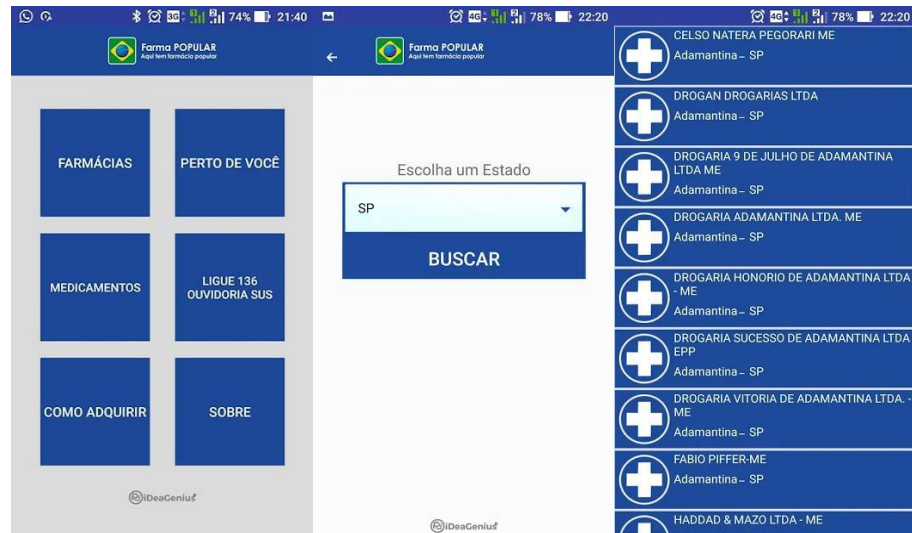 74% 21:40
Farma POPULAR
Aqui tem farmácia popular
FARMÁCIAS
PERTO DE VOCÊ
MEDICAMENTOS
LIGUE 136
OUVIDORIA SUS
COMO ADQUIRIR
SOBRE
iDeaGenius
4G 78% 22:20
Farma POPULAR
Aqui tem farmácia popular
Escolha um Estado
SP
BUSCAR
iDeaGenius
4G 78% 22:20
CELSO NATERA PEGORARI ME
Adamantina – SP
DROGAN DROGARIAS LTDA
Adamantina – SP
DROGARIA 9 DE JULHO DE ADAMANTINA
LTDA ME
Adamantina – SP
DROGARIA ADAMANTINA LTDA. ME
Adamantina – SP
DROGARIA HONORIO DE ADAMANTINA LTDA
- ME
Adamantina – SP
DROGARIA SUCESSO DE ADAMANTINA LTDA
EPP
Adamantina – SP
DROGARIA VITORIA DE ADAMANTINA LTDA. -
ME
Adamantina – SP
FABIO PIFFER-ME
Adamantina – SP
HADDAD & MAZO LTDA - ME